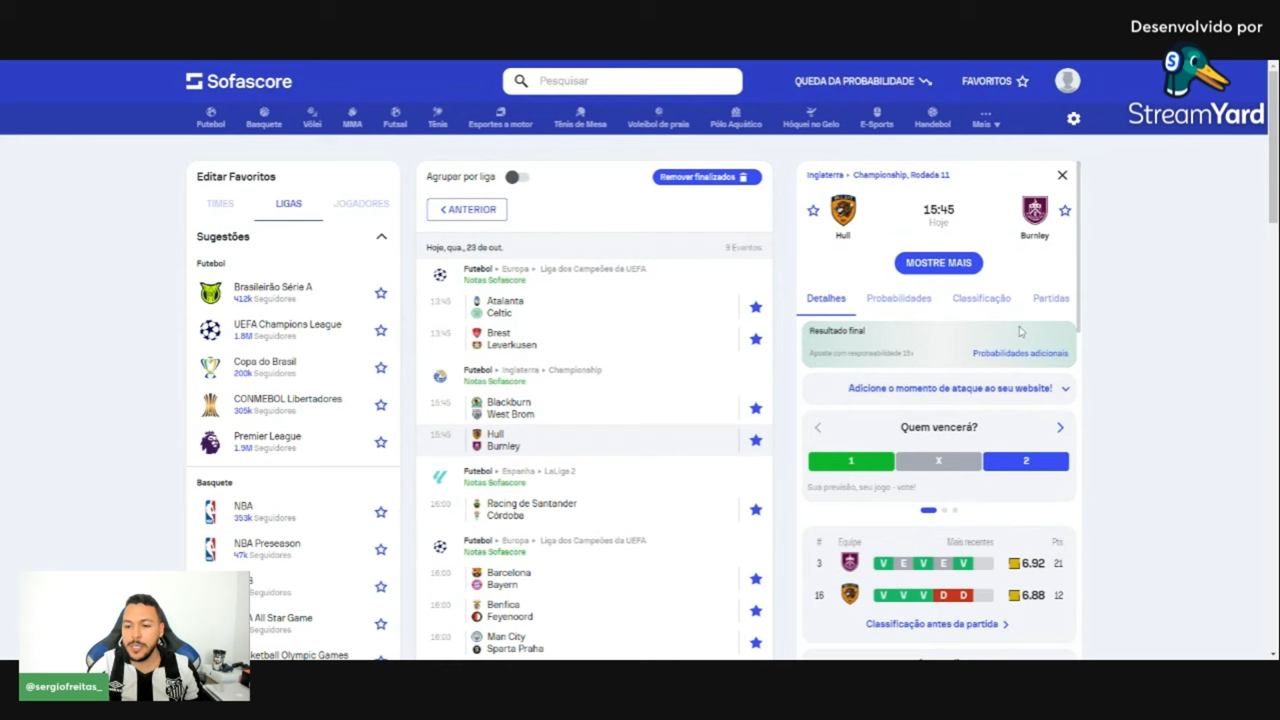 Desenvolvido por
StreamYard
Sofascore
Pesquisar
QUEDA DA PROBABILIDADE
FAVORITOS
Futebol
Basquete
Vôlei
MMA
Futsal
Tênis
Esportes a motor
Tênis de Mesa
Voleibol de praia
Pólo Aquático
Hóquei no Gelo
E-Sports
Handebol
Mais
Editar Favoritos
TIMES
LIGAS
JOGADORES
Sugestões
Futebol
Brasileirão Série A
412k Seguidores
UEFA Champions League
1.8M Seguidores
Copa do Brasil
200k Seguidores
CONMEBOL Libertadores
305k Seguidores
Premier League
1.9M Seguidores
Basquete
NBA
353k Seguidores
NBA Preseason
47k Seguidores
Seguidores
All Star Game
Seguidores
ketball Olympic Games
@sergiofreitas_
Agrupar por liga
Remover finalizados
ANTERIOR
Hoje, qua., 23 de out.
9 Eventos
Futebol Europa Liga dos Campeões da UEFA
Notas Sofascore
13:45 Atalanta
Celtic
13:45 Brest
Leverkusen
Futebol Inglaterra Championship
Notas Sofascore
15:45 Blackburn
West Brom
15:45 Hull
Burnley
Futebol Espanha LaLiga 2
Notas Sofascore
16:00 Racing de Santander
Córdoba
Futebol Europa Liga dos Campeões da UEFA
Notas Sofascore
16:00 Barcelona
Bayern
16:00 Benfica
Feyenoord
16:00 Man City
Sparta Praha
Inglaterra Championship, Rodada 11
15:45
Hoje
Hull
Burnley
MOSTRE MAIS
Detalhes
Probabilidades
Classificação
Partidas
Resultado final
Aposte com responsabilidade 18+
Probabilidades adicionais
Adicione o momento de ataque ao seu website!
Quem vencerá?
1
X
2
Sua previsão, seu jogo - vote!
# Equipe Mais recentes Pts
3 V E V E V 6.92 21
16 V V V D D 6.88 12
Classificação antes da partida